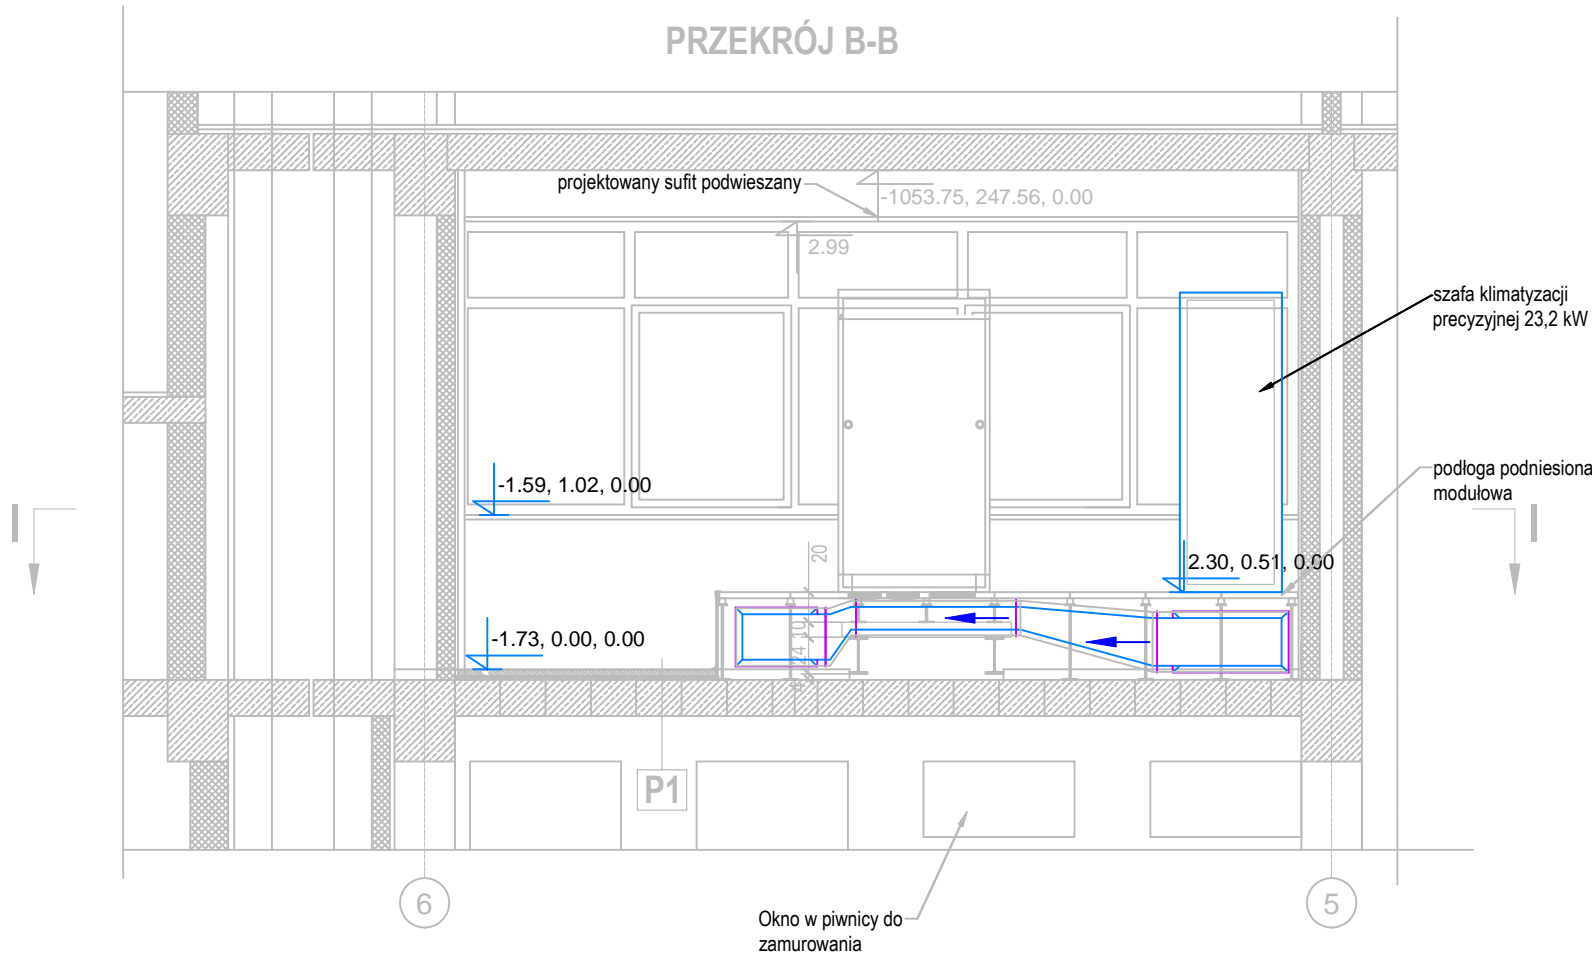 PRZEKRÓJ B-B
projektowany sufit podwieszany
-1053.75, 247.56, 0.00
2.99
szafa klimatyzacji
precyzyjnej 23,2 kW
-1.59, 1.02, 0.00
podłoga podniesiona
modułowa
I
I
20
2.30, 0.51, 0.00
10
24
-1.73, 0.00, 0.00
P1
6
5
Okno w piwnicy do
zamurowania